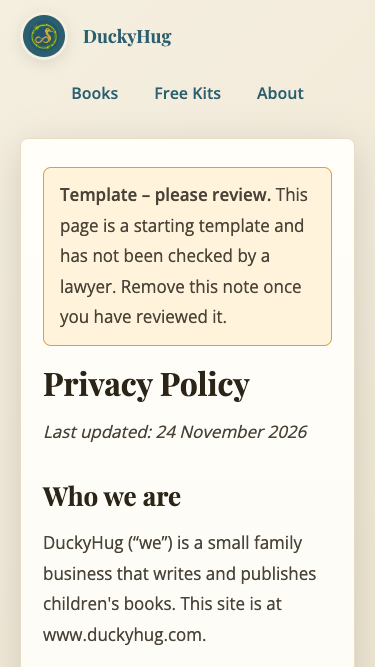 DuckyHug
Books Free Kits About
Template – please review. This
page is a starting template and
has not been checked by a
lawyer. Remove this note once
you have reviewed it.
Privacy Policy
Last updated: 24 November 2026
Who we are
DuckyHug (“we”) is a small family
business that writes and publishes
children's books. This site is at
www.duckyhug.com.